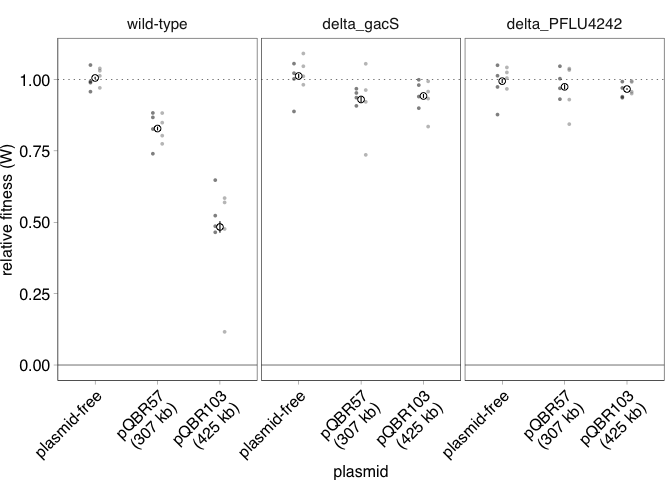 wild-type
delta_gacS
delta_PFLU4242
relative fitness (W)
1.00
0.75
0.50
0.25
0.00
plasmid-free
pQBR57
(307 kb)
pQBR103
(425 kb)
plasmid-free
pQBR57
(307 kb)
pQBR103
(425 kb)
plasmid-free
pQBR57
(307 kb)
pQBR103
(425 kb)
plasmid